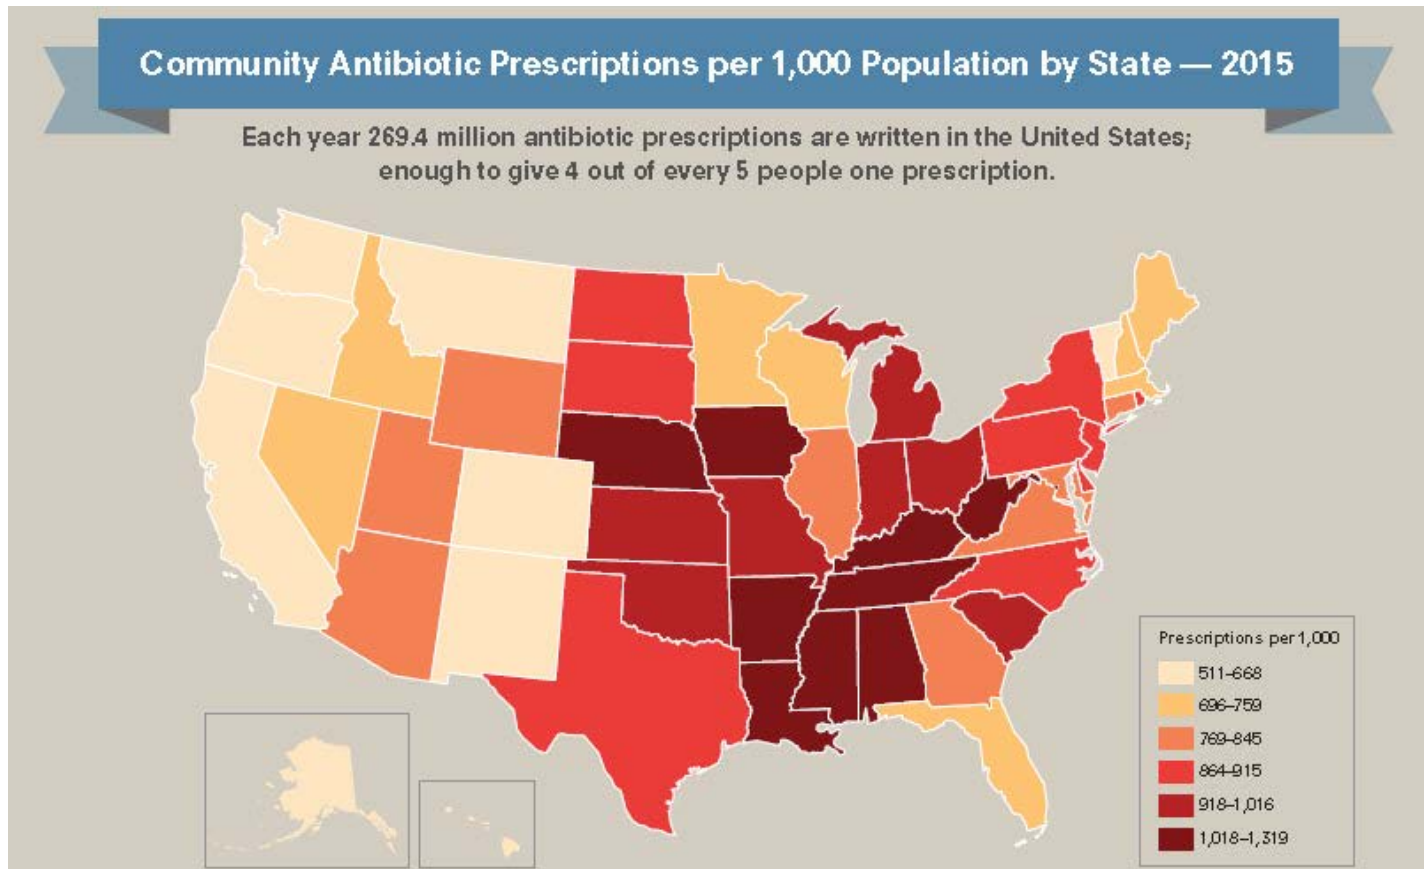 Community Antibiotic Prescriptions per 1,000 Population by State — 2015
Each year 269.4 million antibiotic prescriptions are written in the United States;
enough to give 4 out of every 5 people one prescription.
Prescriptions per 1,000
511–668
696–759
769–845
864–915
918–1,016
1,018–1,319